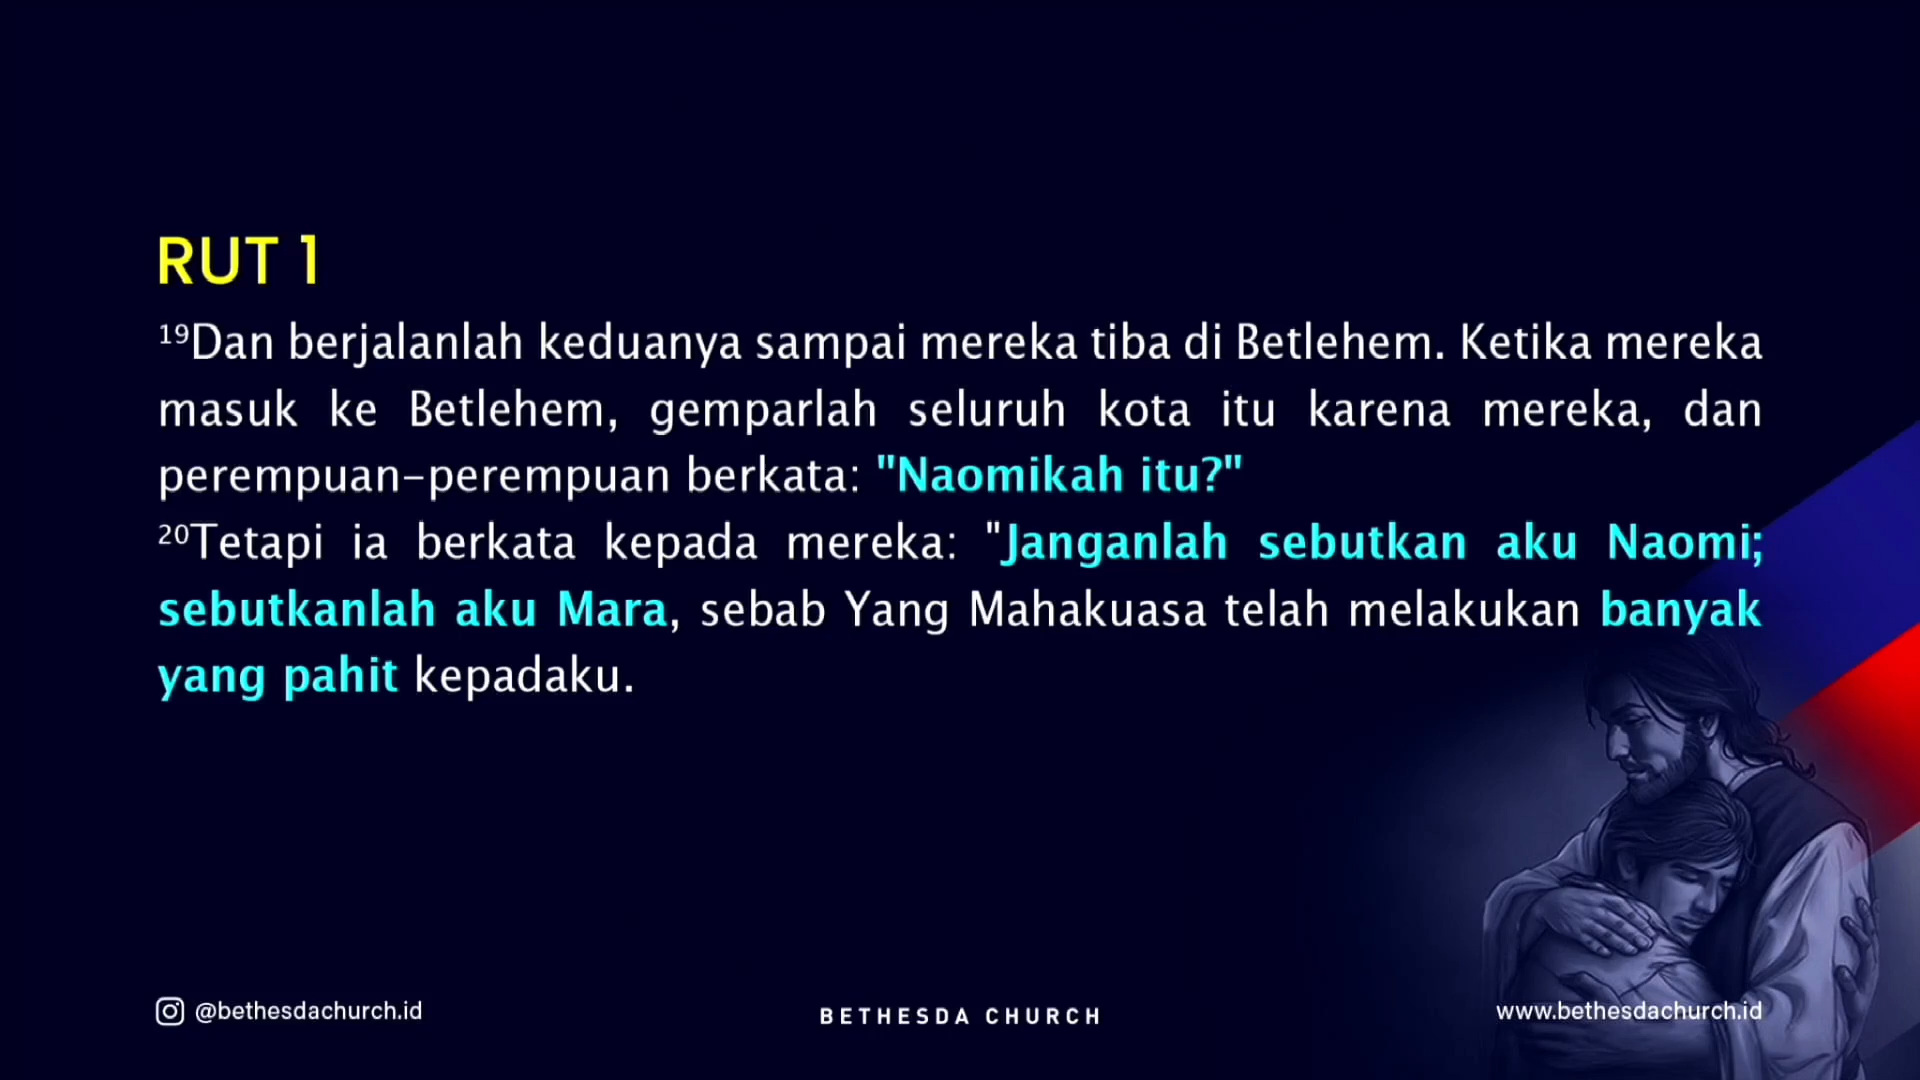 RUT 1
¹⁹Dan berjalanlah keduanya sampai mereka tiba di Betlehem. Ketika mereka
masuk ke Betlehem, gemparlah seluruh kota itu karena mereka, dan
perempuan–perempuan berkata: "Naomikah itu?"
²⁰Tetapi ia berkata kepada mereka: "Janganlah sebutkan aku Naomi;
sebutkanlah aku Mara, sebab Yang Mahakuasa telah melakukan banyak
yang pahit kepadaku.
@bethesdachurch.id
BETHESDA CHURCH
www.bethesdachurch.id